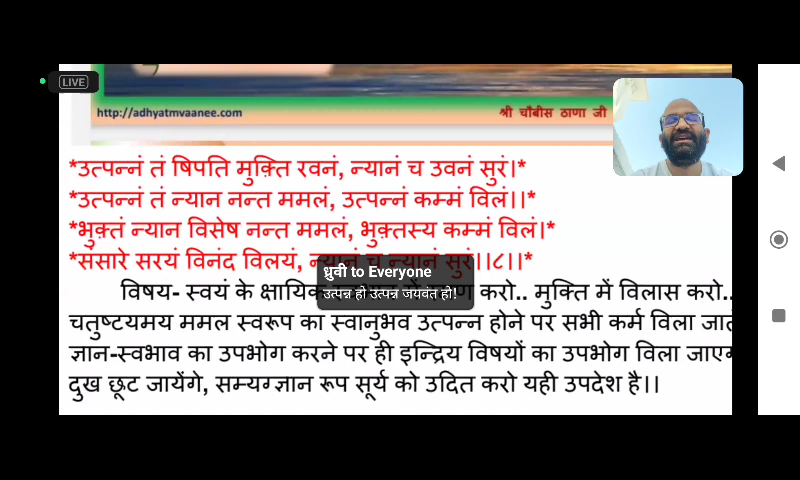 LIVE
http://adhyatmvaanee.com
श्री चौबीस ठाणा जी
*उत्पन्नं तं षिपति मुक्ति रवनं, न्यानं च उवनं सुरं।*
*उत्पन्नं तं न्यान नन्त ममलं, उत्पन्नं कम्मं विलं।।*
*भुक़्तं न्यान विसेष नन्त ममलं, भुक़्तस्य कम्मं विलं।*
*संसारे सरयं विनंद विलयं, न्यानं च न्यानं सुरं।।८।।*
ध्रुवी to Everyone
उत्पन्न हो उत्पन्न जयवंत हो!
विषय- स्वयं के क्षायिक करो.. मुक्ति में विलास करो..
चतुष्टयमय ममल स्वरूप का स्वानुभव उत्पन्न होने पर सभी कर्म विला
ज्ञान-स्वभाव का उपभोग करने पर ही इन्द्रिय विषयों का उपभोग विला
दुख छूट जायेंगे, सम्यग्ज्ञान रूप सूर्य को उदित करो यही उपदेश है।।